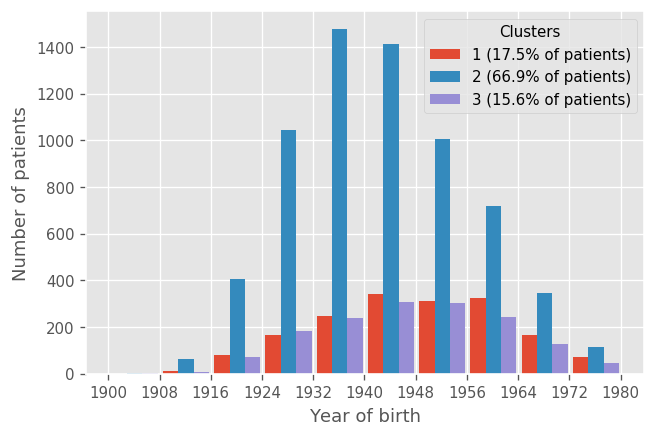 Clusters
1 (17.5% of patients)
2 (66.9% of patients)
3 (15.6% of patients)
Number of patients
1400
1200
1000
800
600
400
200
0
1900 1908 1916 1924 1932 1940 1948 1956 1964 1972 1980
Year of birth